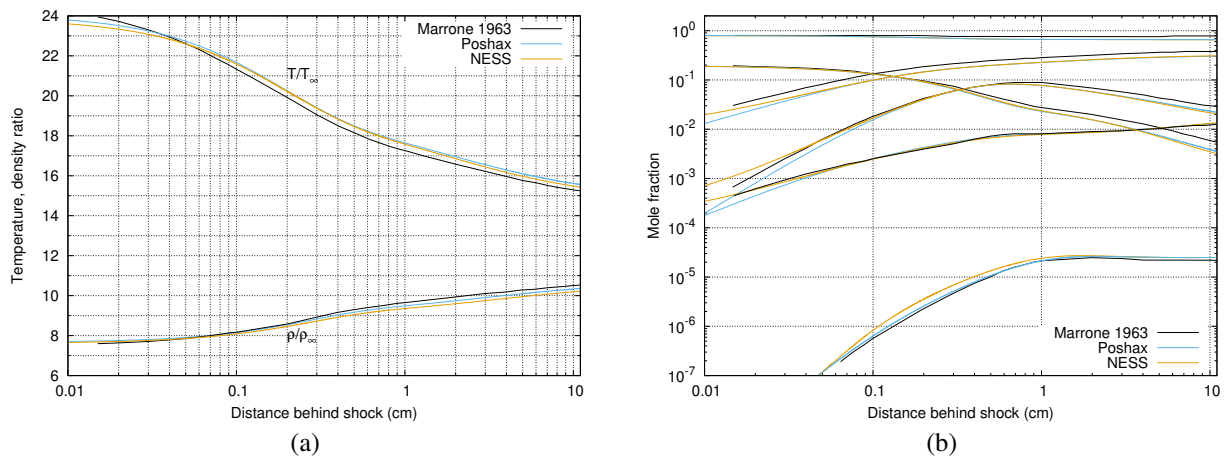 24
22
20
18
16
14
12
10
8
6
Temperature, density ratio
Marrone 1963
Poshax
NESS
T/T∞
ρ/ρ∞
0.01
0.1
1
10
Distance behind shock (cm)
(a)
10^0
10^-1
10^-2
10^-3
10^-4
10^-5
10^-6
10^-7
Mole fraction
Marrone 1963
Poshax
NESS
0.01
0.1
1
10
Distance behind shock (cm)
(b)